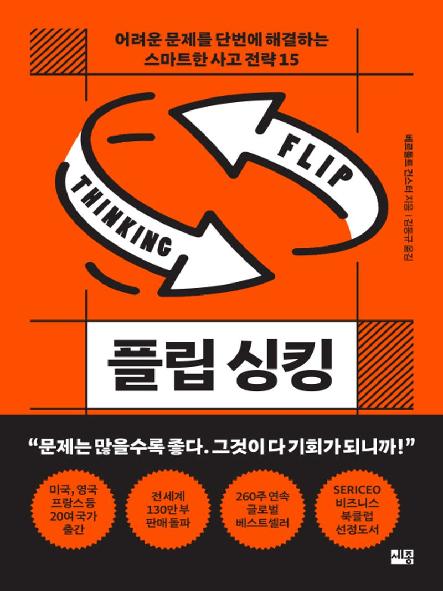 어려운 문제를 단번에 해결하는
스마트한 사고 전략 15
FLIP
THINKING
베르톨트 건스터 지음 | 김동규 옮김
플립 싱킹
“문제는 많을수록 좋다. 그것이 다 기회가 되니까!”
미국, 영국
프랑스 등
20여 국가
출간
전 세계
130만 부
판매 돌파
260주 연속
글로벌
베스트셀러
SERICEO
비즈니스
북클럽
선정도서
세종